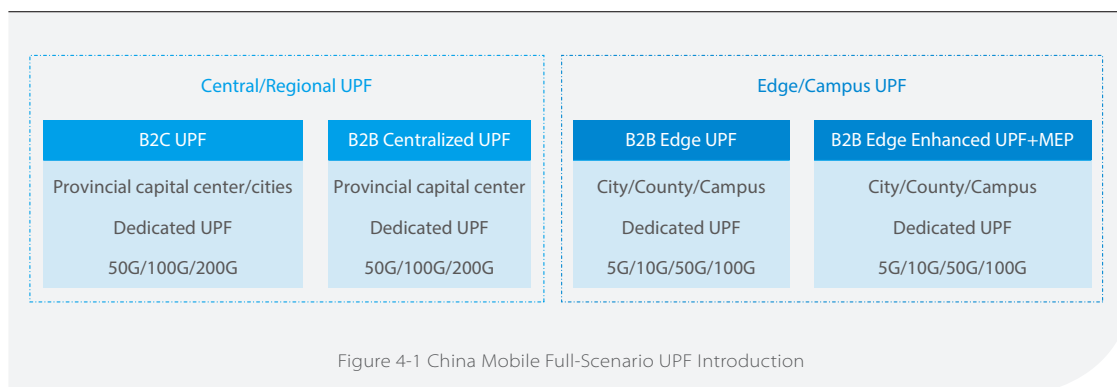 Central/Regional UPF
B2C UPF
Provincial capital center/cities
Dedicated UPF
50G/100G/200G
B2B Centralized UPF
Provincial capital center
Dedicated UPF
50G/100G/200G
Edge/Campus UPF
B2B Edge UPF
City/County/Campus
Dedicated UPF
5G/10G/50G/100G
B2B Edge Enhanced UPF+MEP
City/County/Campus
Dedicated UPF
5G/10G/50G/100G
Figure 4-1 China Mobile Full-Scenario UPF Introduction